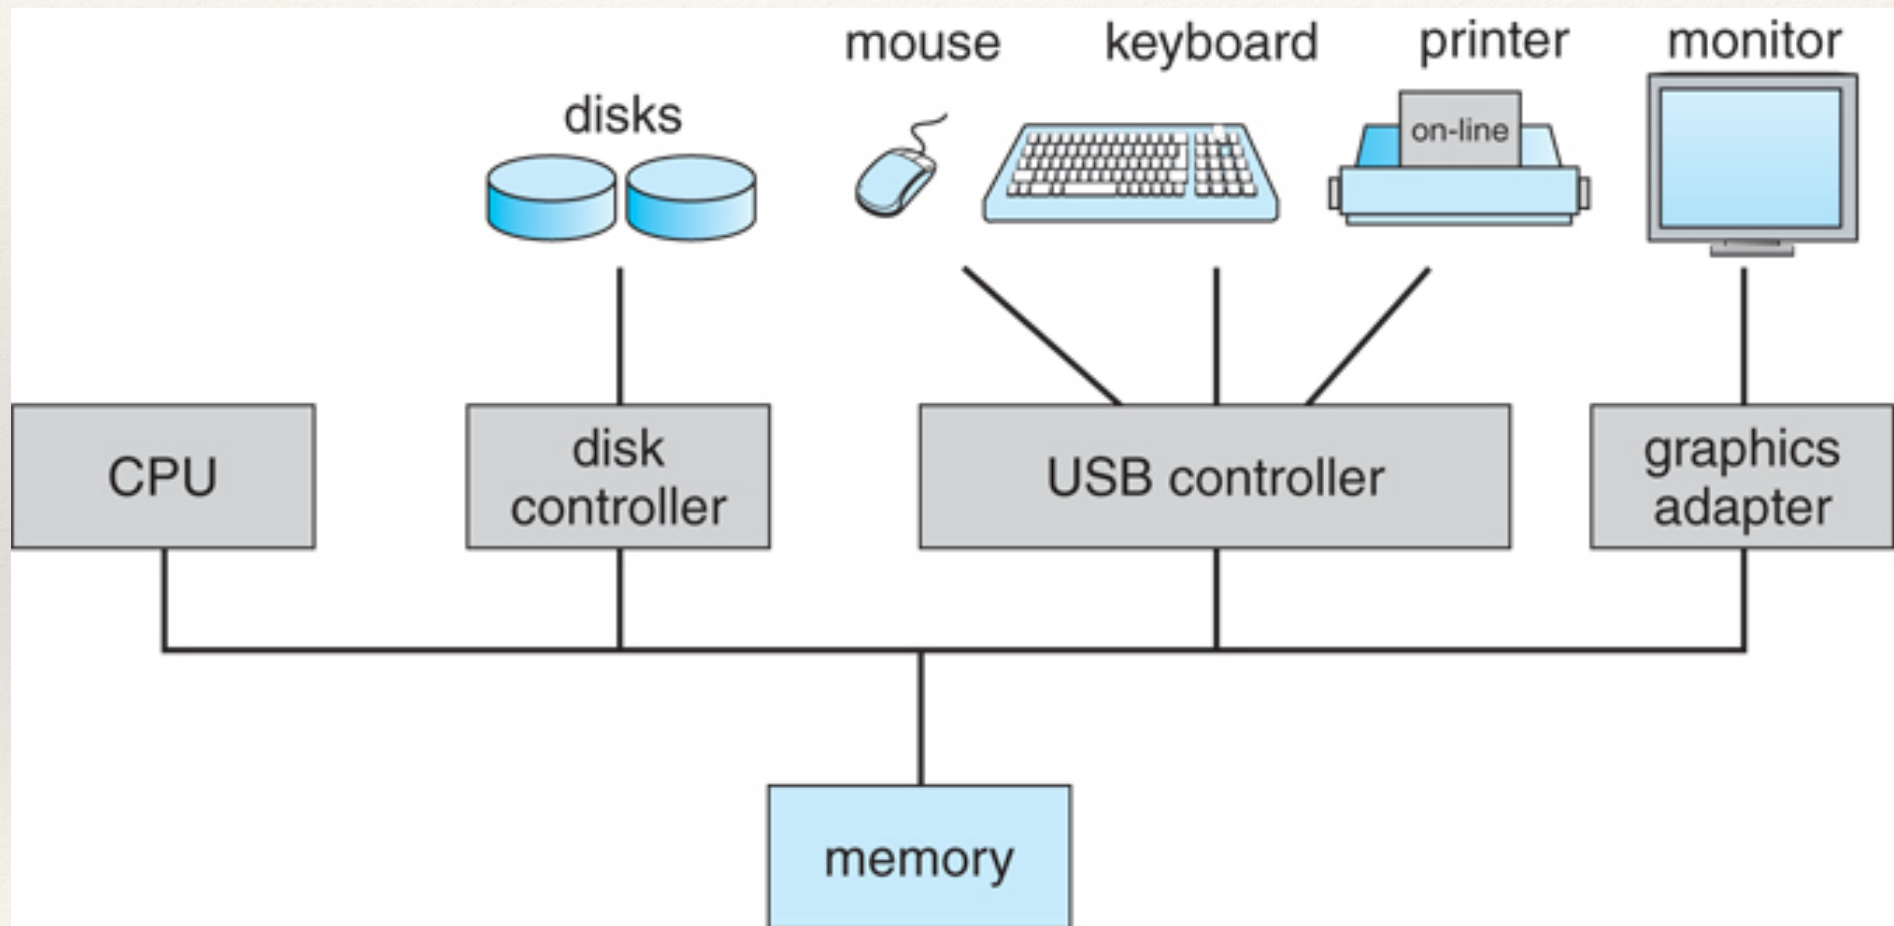 mouse
keyboard
printer
monitor
disks
on-line
CPU
disk
controller
USB controller
graphics
adapter
memory